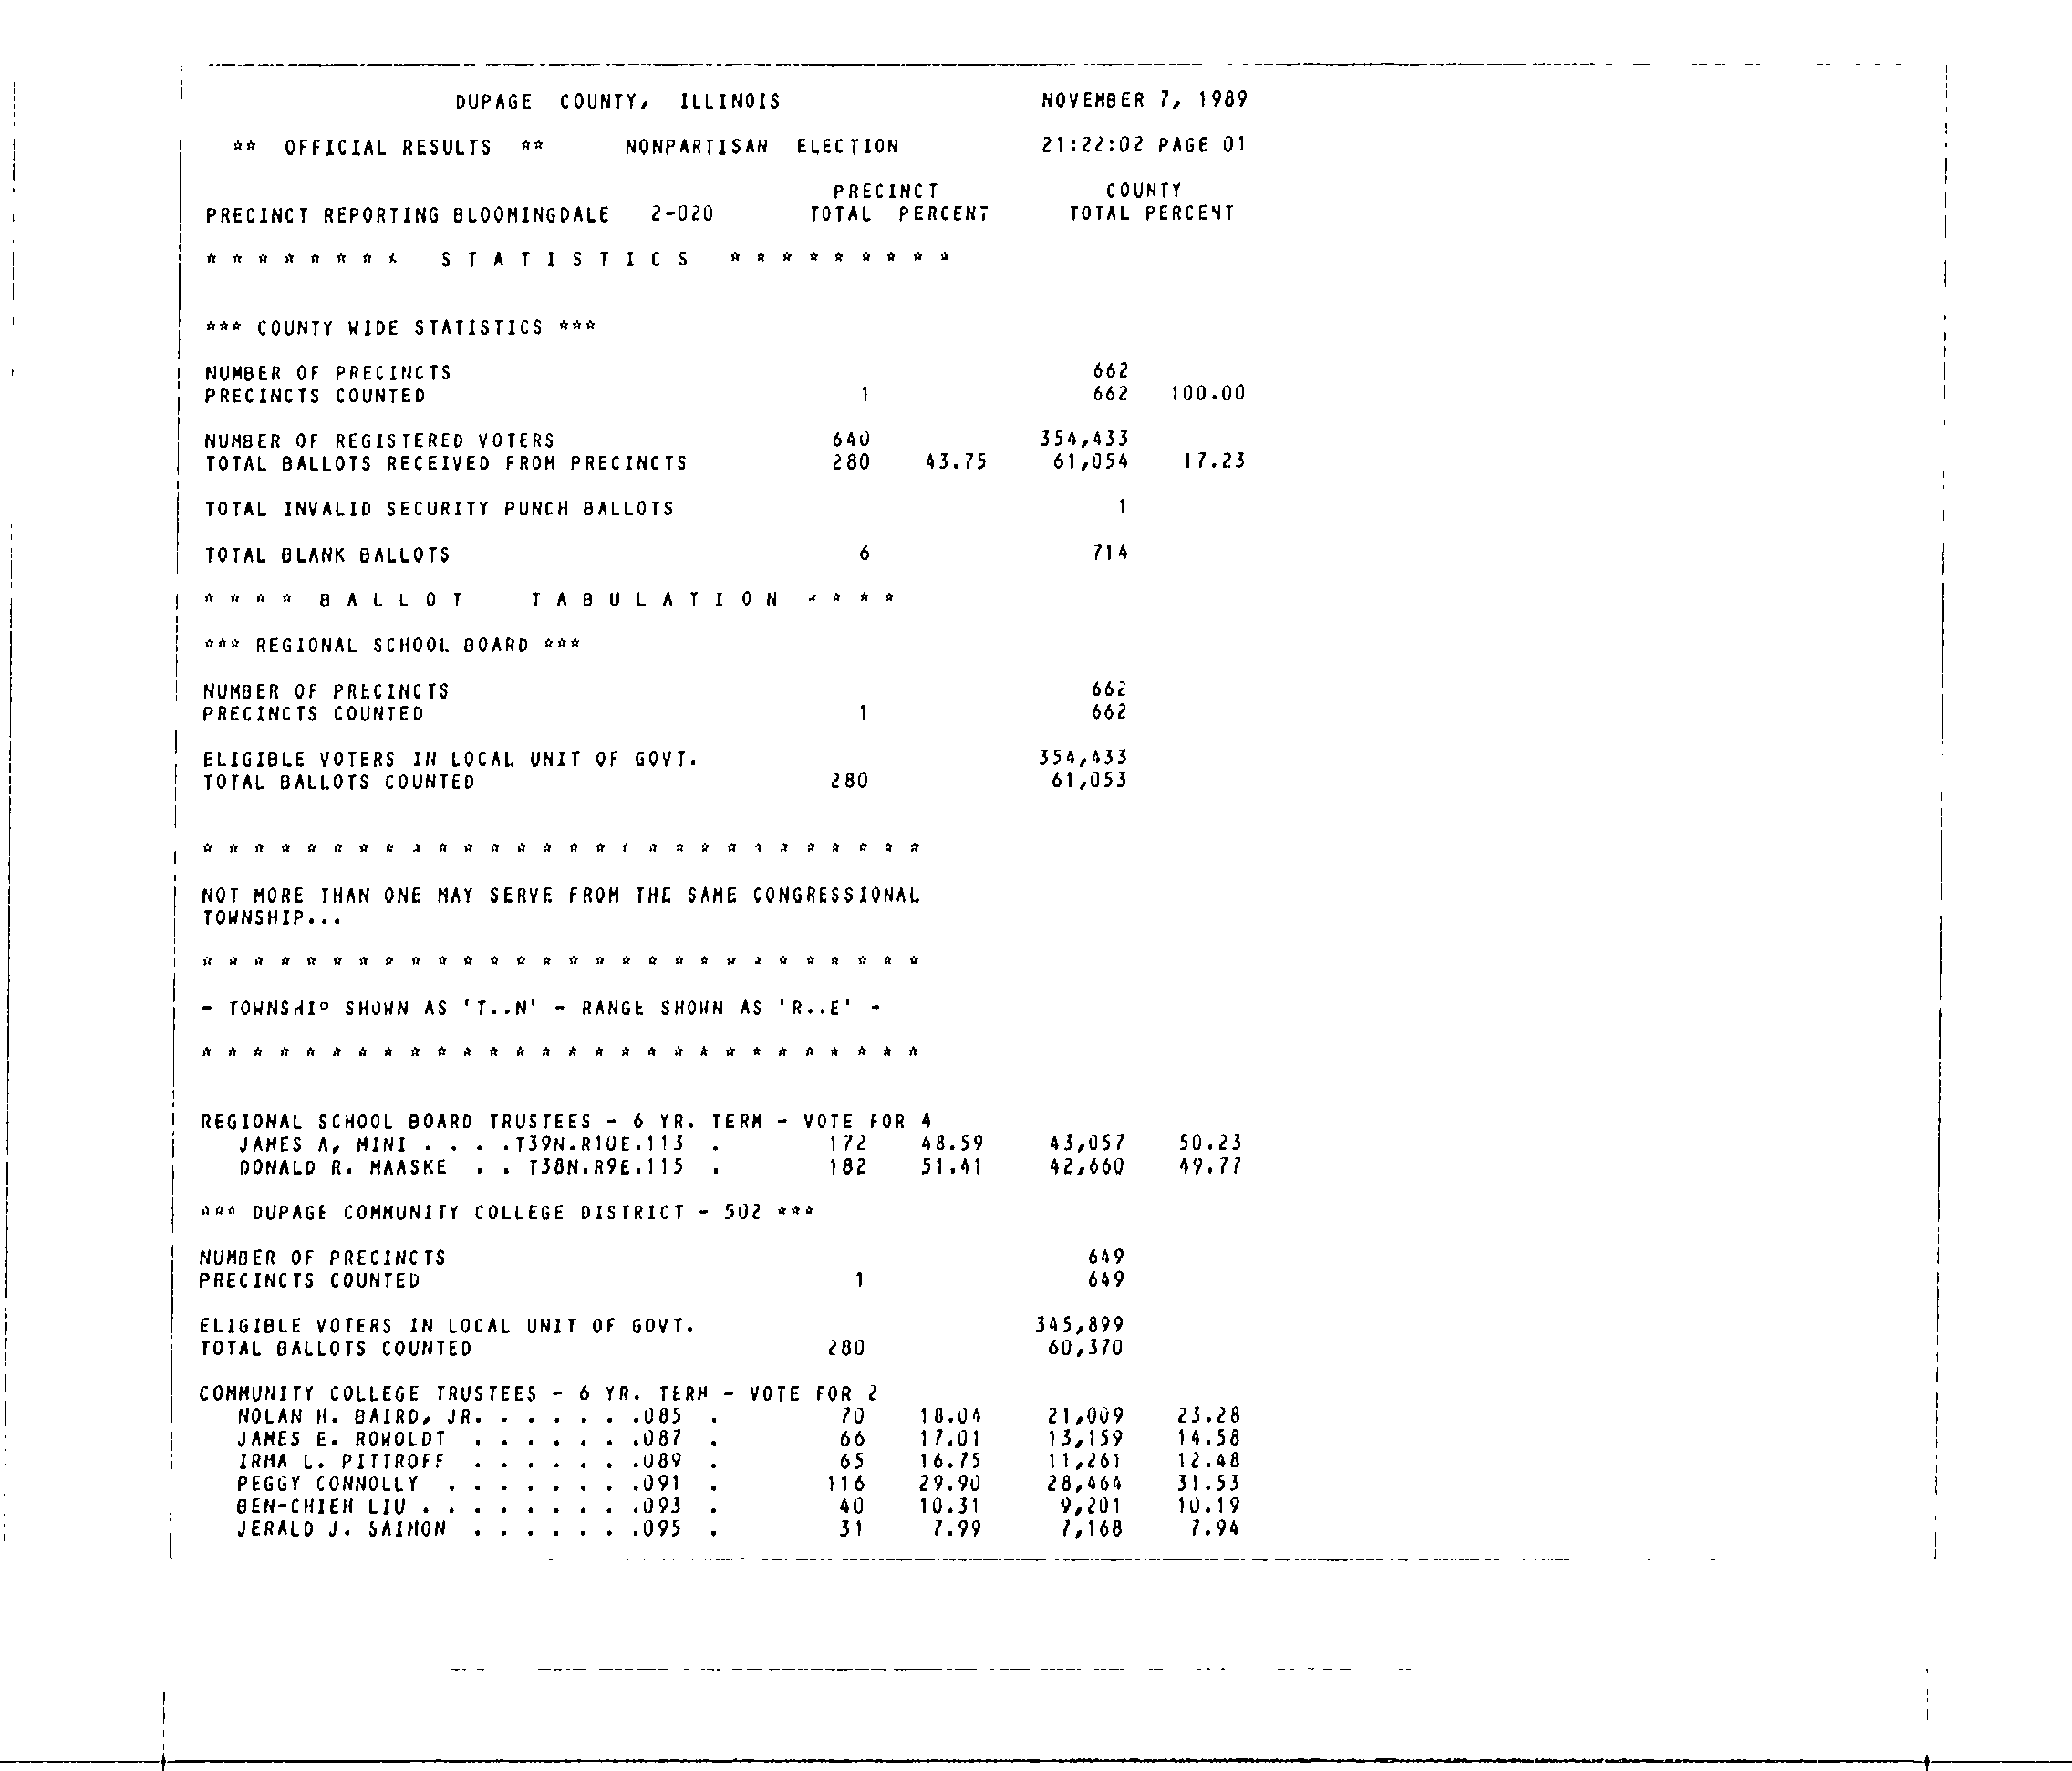 DUPAGE COUNTY, ILLINOIS NOVEMBER 7, 1989
** OFFICIAL RESULTS ** NONPARTISAN ELECTION 21:22:02 PAGE 01
PRECINCT COUNTY
PRECINCT REPORTING BLOOMINGDALE 2-020 TOTAL PERCENT TOTAL PERCENT
* * * * * * * * S T A T I S T I C S * * * * * * * * *
*** COUNTY WIDE STATISTICS ***
NUMBER OF PRECINCTS 662
PRECINCTS COUNTED 1 662 100.00
NUMBER OF REGISTERED VOTERS 640 354,433
TOTAL BALLOTS RECEIVED FROM PRECINCTS 280 43.75 61,054 17.23
TOTAL INVALID SECURITY PUNCH BALLOTS 1
TOTAL BLANK BALLOTS 6 714
* * * * B A L L O T T A B U L A T I O N * * * *
*** REGIONAL SCHOOL BOARD ***
NUMBER OF PRECINCTS 662
PRECINCTS COUNTED 1 662
ELIGIBLE VOTERS IN LOCAL UNIT OF GOVT. 354,433
TOTAL BALLOTS COUNTED 280 61,053
* * * * * * * * * * * * * * * * * * * * * * * * * * * *
NOT MORE THAN ONE MAY SERVE FROM THE SAME CONGRESSIONAL
TOWNSHIP...
* * * * * * * * * * * * * * * * * * * * * * * * * * * *
- TOWNSHIP SHOWN AS 'T..N' - RANGE SHOWN AS 'R..E' -
* * * * * * * * * * * * * * * * * * * * * * * * * * * *
REGIONAL SCHOOL BOARD TRUSTEES - 6 YR. TERM - VOTE FOR 4
JAMES A, MINI . . . .T39N.R10E.113 . 172 48.59 43,057 50.23
DONALD R. MAASKE . . T38N.R9E.115 . 182 51.41 42,660 49.77
*** DUPAGE COMMUNITY COLLEGE DISTRICT - 502 ***
NUMBER OF PRECINCTS 649
PRECINCTS COUNTED 1 649
ELIGIBLE VOTERS IN LOCAL UNIT OF GOVT. 345,899
TOTAL BALLOTS COUNTED 280 60,370
COMMUNITY COLLEGE TRUSTEES - 6 YR. TERM - VOTE FOR 2
NOLAN H. BAIRD, JR. . . . . . .085 . 70 18.04 21,009 23.28
JAMES E. ROWOLDT . . . . . . .087 . 66 17.01 13,159 14.58
IRMA L. PITTROFF . . . . . . .089 . 65 16.75 11,261 12.48
PEGGY CONNOLLY . . . . . . . .091 . 116 29.90 28,464 31.53
BEN-CHIEH LIU . . . . . . . . .093 . 40 10.31 9,201 10.19
JERALD J. SAIMON . . . . . . .095 . 31 7.99 7,168 7.94